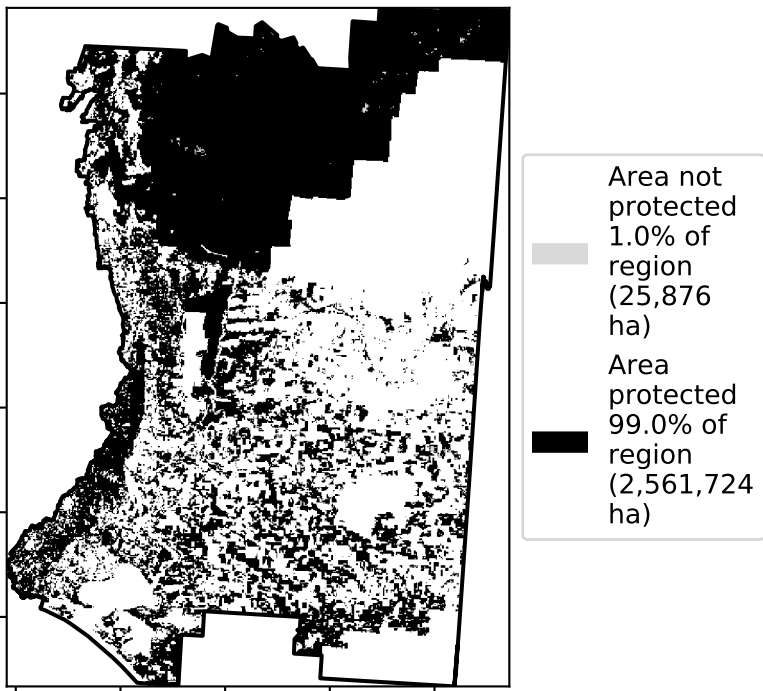 Area not
protected
1.0% of
region
(25,876
ha)
Area
protected
99.0% of
region
(2,561,724
ha)